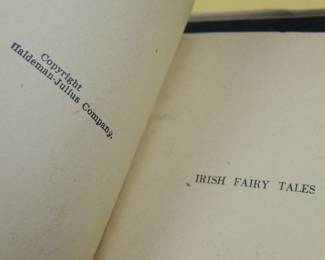 Copyright
Haldeman-Julius Company.
IRISH FAIRY TALES